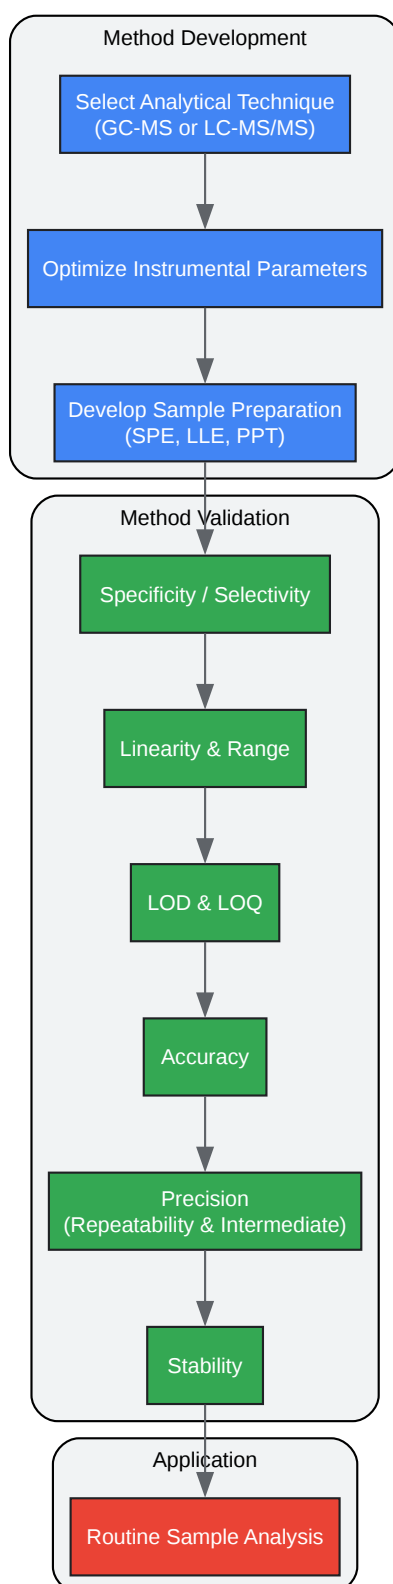 Method Development
Select Analytical Technique
(GC-MS or LC-MS/MS)
Optimize Instrumental Parameters
Develop Sample Preparation
(SPE, LLE, PPT)
Method Validation
Specificity / Selectivity
Linearity & Range
LOD & LOQ
Accuracy
Precision
(Repeatability & Intermediate)
Stability
Application
Routine Sample Analysis